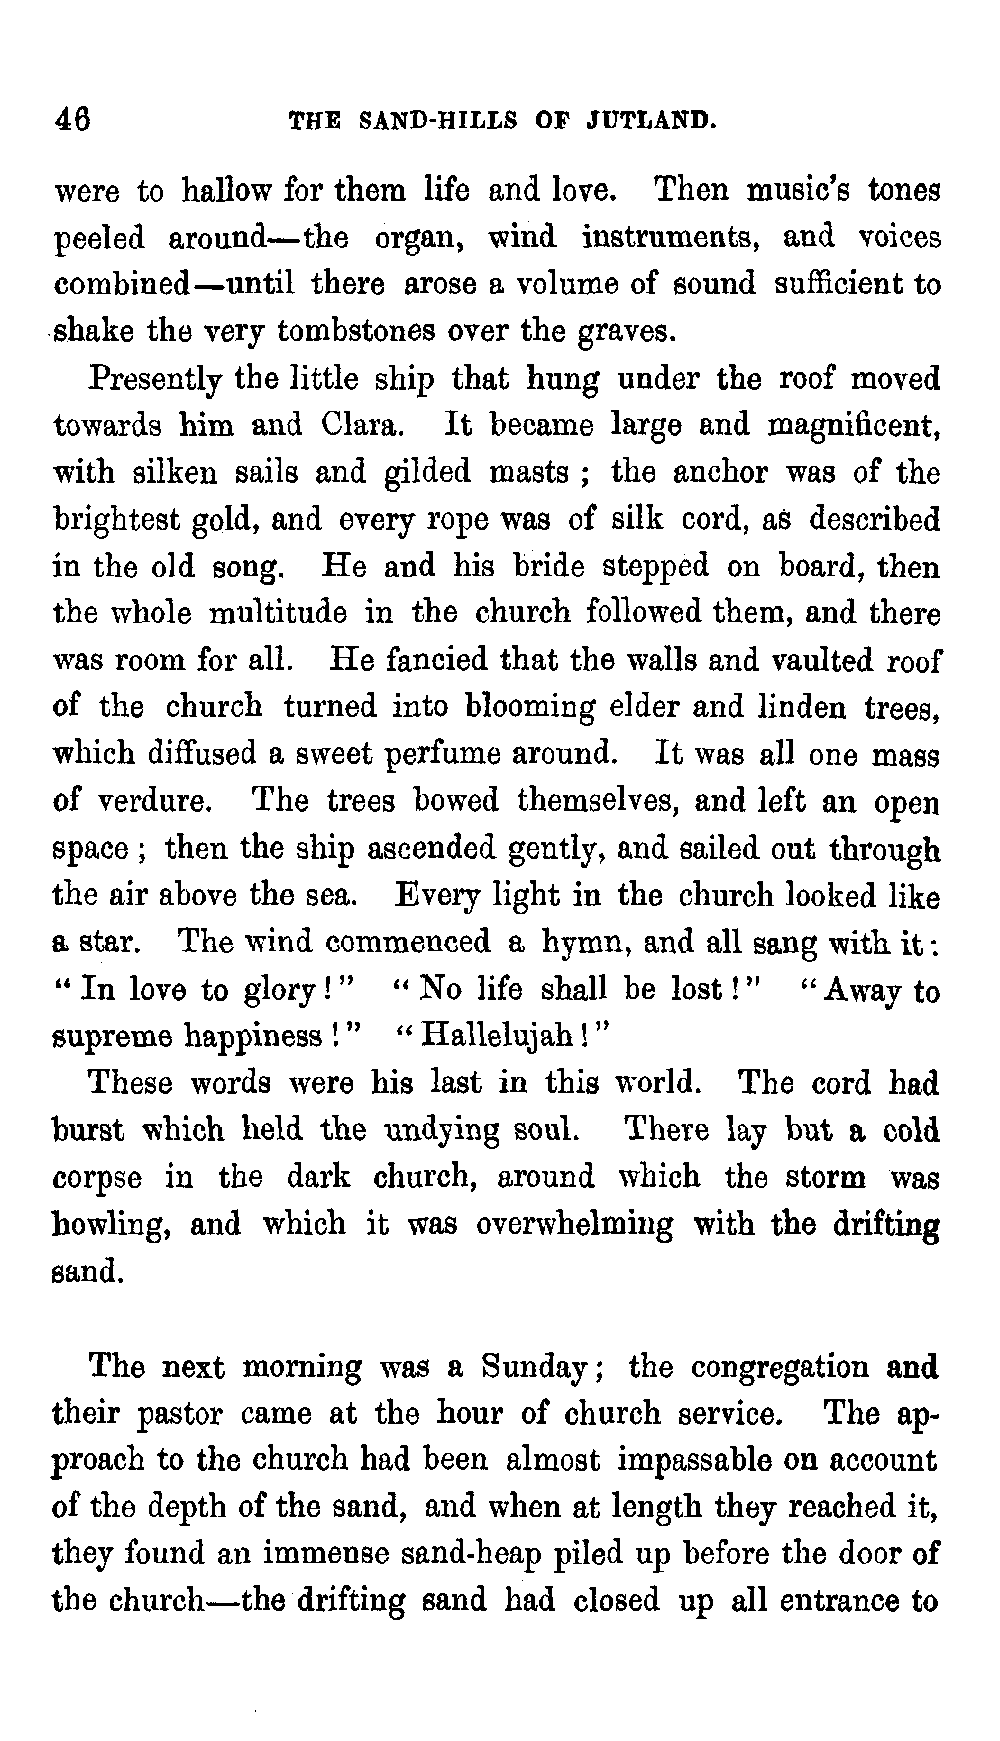 46 THE SAND-HILLS OF JUTLAND.
were to hallow for them life and love. Then music's tones
peeled around—the organ, wind instruments, and voices
combined—until there arose a volume of sound sufficient to
shake the very tombstones over the graves.
Presently the little ship that hung under the roof moved
towards him and Clara. It became large and magnificent,
with silken sails and gilded masts ; the anchor was of the
brightest gold, and every rope was of silk cord, as described
in the old song. He and his bride stepped on board, then
the whole multitude in the church followed them, and there
was room for all. He fancied that the walls and vaulted roof
of the church turned into blooming elder and linden trees,
which diffused a sweet perfume around. It was all one mass
of verdure. The trees bowed themselves, and left an open
space ; then the ship ascended gently, and sailed out through
the air above the sea. Every light in the church looked like
a star. The wind commenced a hymn, and all sang with it :
“ In love to glory ! ” “ No life shall be lost ! ” “ Away to
supreme happiness ! ” “ Hallelujah ! ”
These words were his last in this world. The cord had
burst which held the undying soul. There lay but a cold
corpse in the dark church, around which the storm was
howling, and which it was overwhelming with the drifting
sand.
The next morning was a Sunday ; the congregation and
their pastor came at the hour of church service. The ap-
proach to the church had been almost impassable on account
of the depth of the sand, and when at length they reached it,
they found an immense sand-heap piled up before the door of
the church—the drifting sand had closed up all entrance to